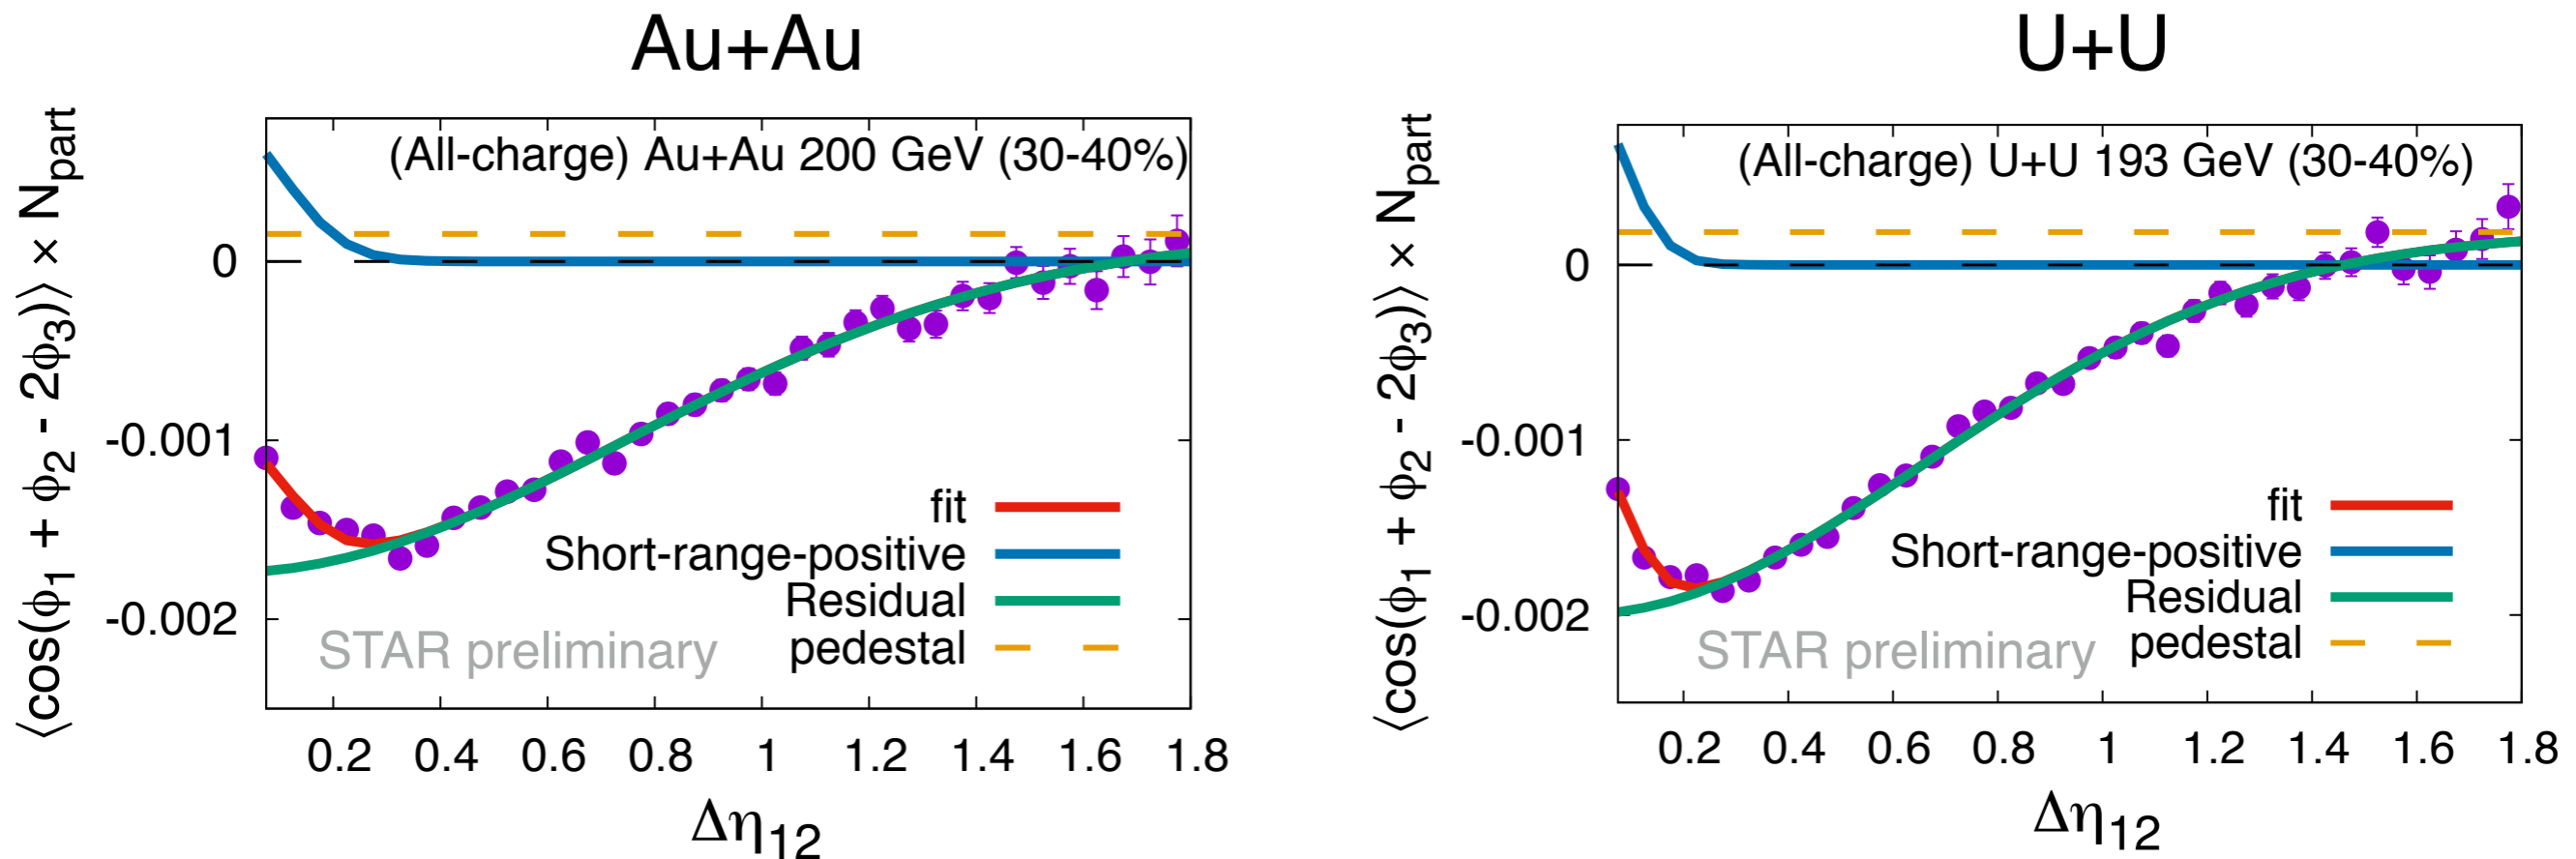 Au+Au
⟨cos(ϕ1 + ϕ2 - 2ϕ3)⟩ × Npart
(All-charge) Au+Au 200 GeV (30-40%)
0
-0.001
-0.002
fit
Short-range-positive
Residual
pedestal
STAR preliminary
0.2 0.4 0.6 0.8 1 1.2 1.4 1.6 1.8
Δη12
U+U
⟨cos(ϕ1 + ϕ2 - 2ϕ3)⟩ × Npart
(All-charge) U+U 193 GeV (30-40%)
0
-0.001
-0.002
fit
Short-range-positive
Residual
pedestal
STAR preliminary
0.2 0.4 0.6 0.8 1 1.2 1.4 1.6 1.8
Δη12